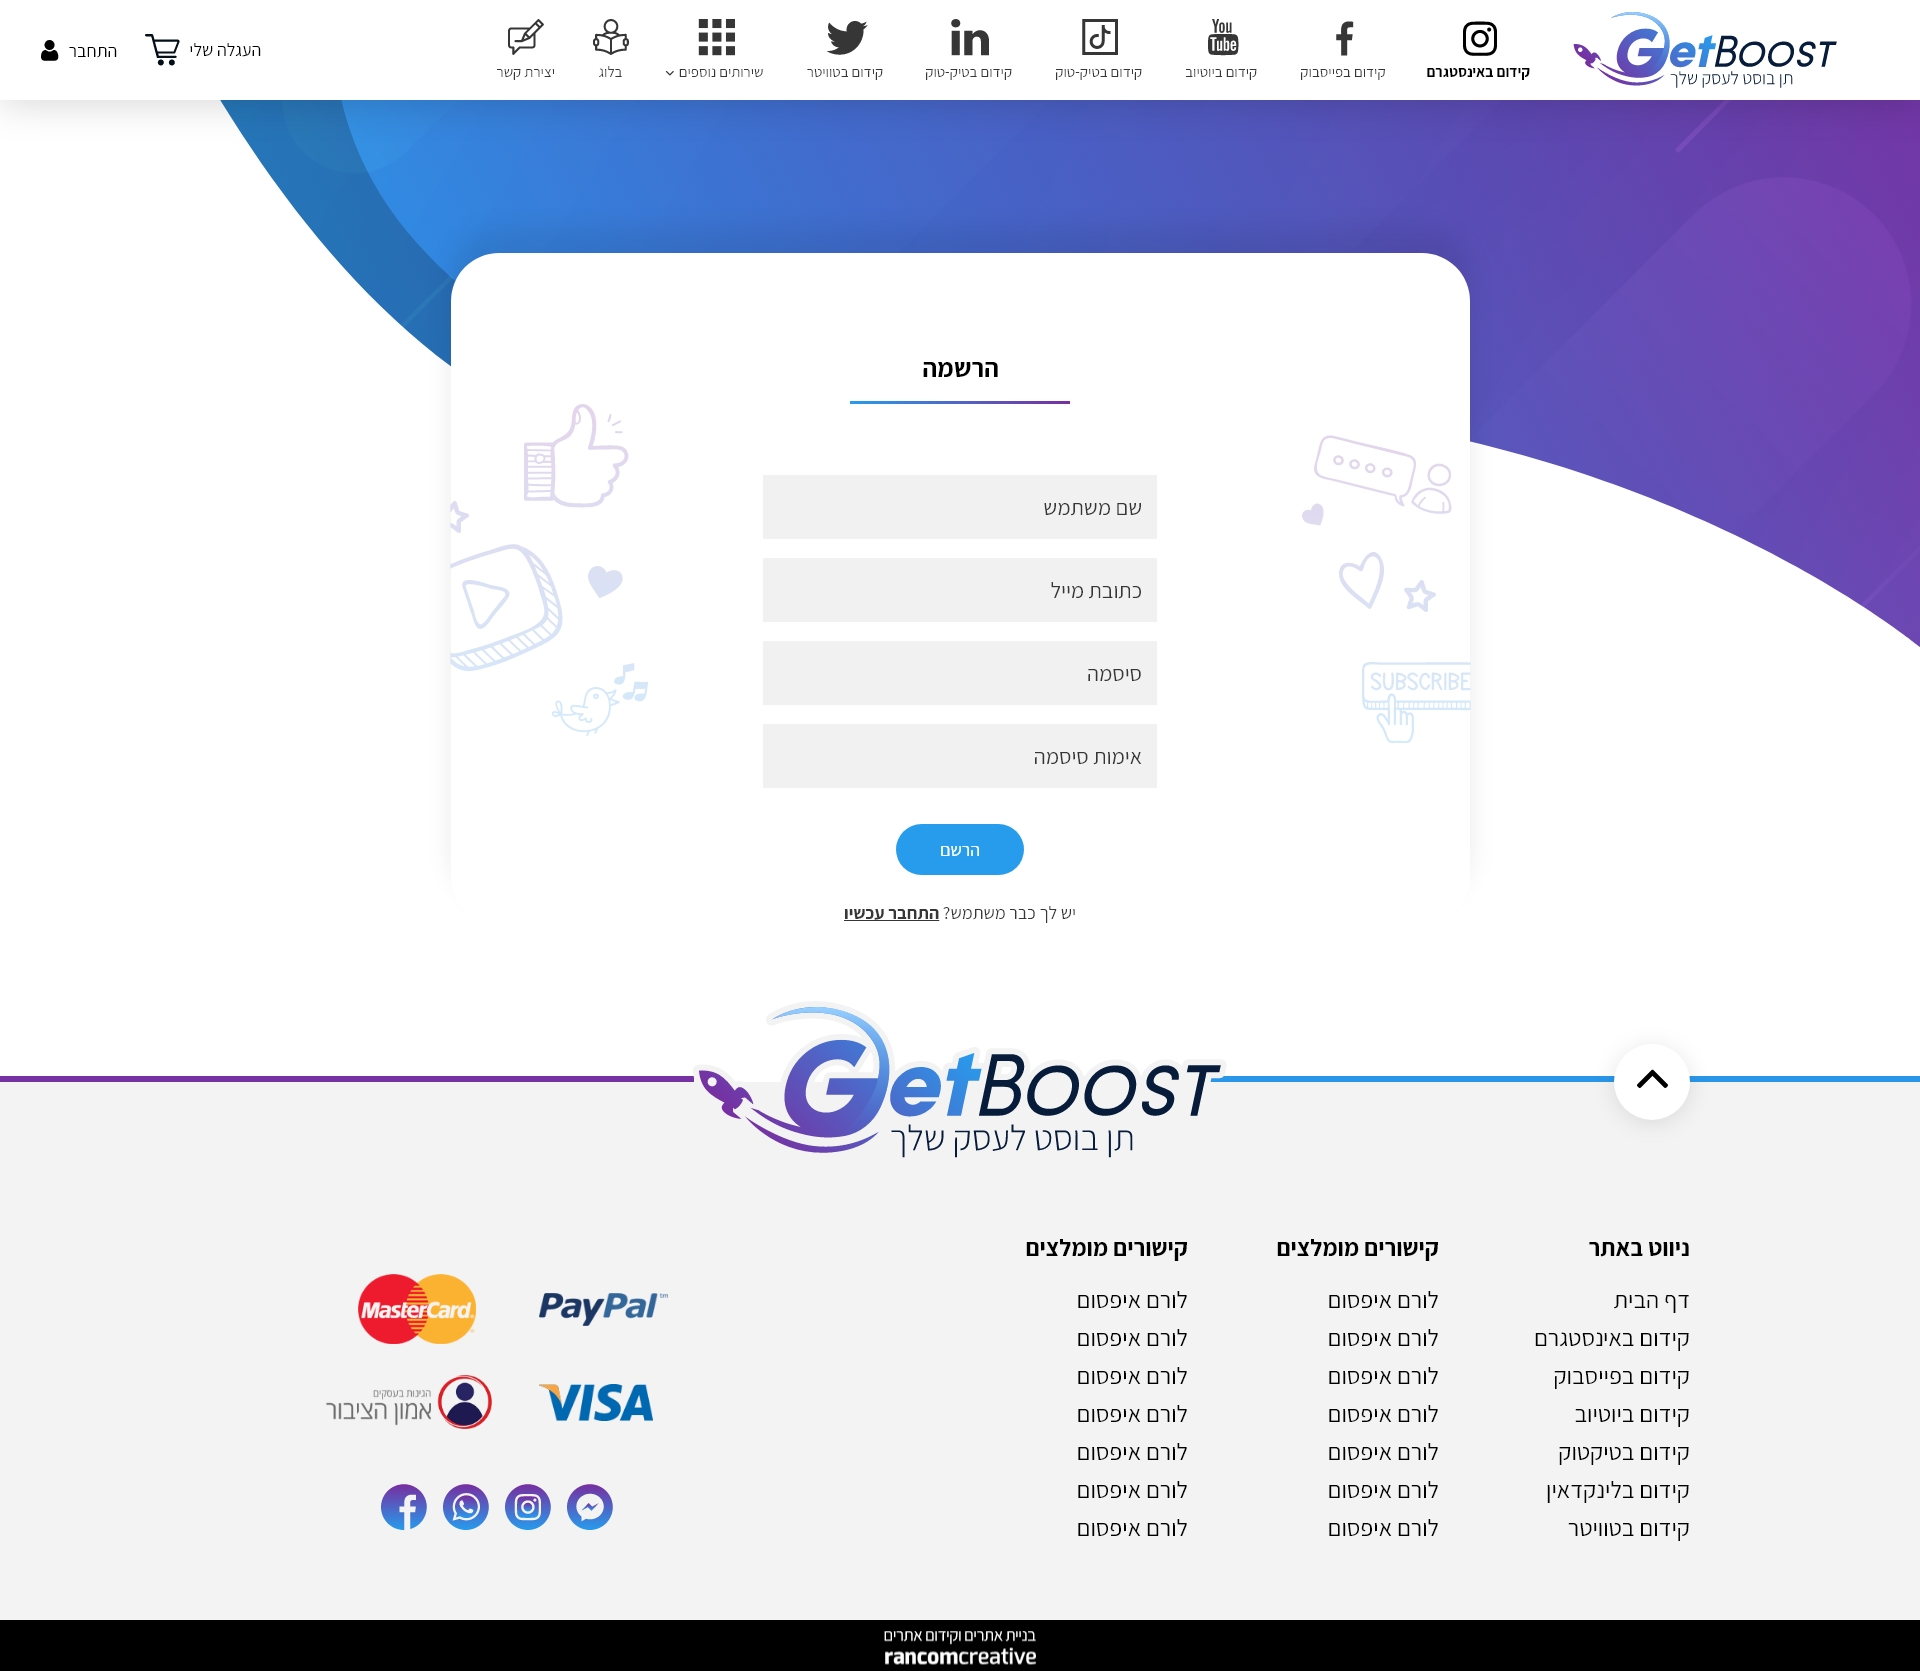 GetBOOST
תן בוסט לעסק שלך
קידום באינסטגרם
קידום בפייסבוק
You
Tube
קידום ביוטיוב
קידום בטיק-טוק
in
קידום בטיק-טוק
קידום בטוויטר
שירותים נוספים
בלוג
יצירת קשר
העגלה שלי
התחבר
הרשמה
שם משתמש
כתובת מייל
סיסמה
אימות סיסמה
SUBSCRIBE
הרשם
יש לך כבר משתמש? התחבר עכשיו
GetBOOST
תן בוסט לעסק שלך
ניווט באתר
דף הבית
קידום באינסטגרם
קידום בפייסבוק
קידום ביוטיוב
קידום בטיקטוק
קידום בלינקדאין
קידום בטוויטר
קישורים מומלצים
לורם איפסום
לורם איפסום
לורם איפסום
לורם איפסום
לורם איפסום
לורם איפסום
לורם איפסום
קישורים מומלצים
לורם איפסום
לורם איפסום
לורם איפסום
לורם איפסום
לורם איפסום
לורם איפסום
לורם איפסום
PayPal™
MasterCard.
VISA
הגינות בעסקים
אמון הציבור
בניית אתרים וקידום אתרים
rancomcreative